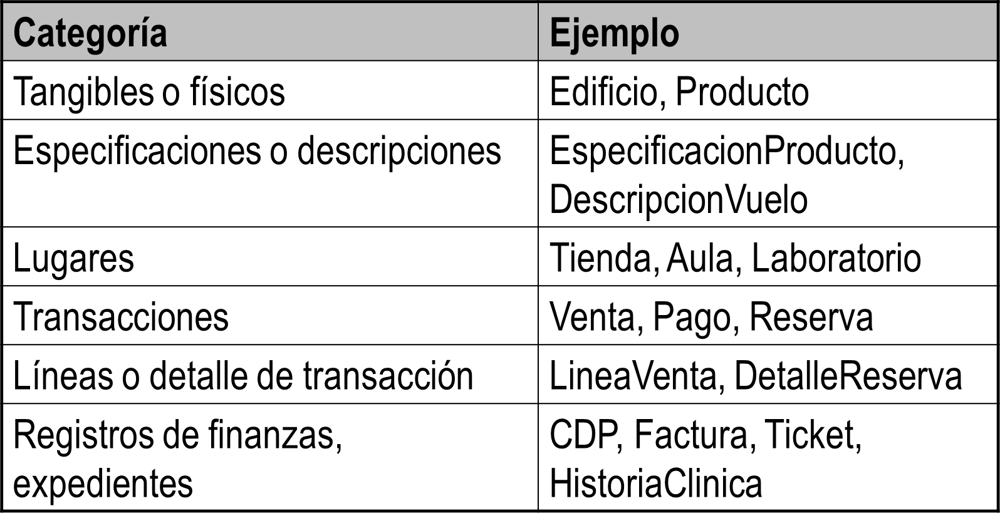 Categoría Ejemplo
Tangibles o físicos Edificio, Producto
Especificaciones o descripciones EspecificacionProducto,
DescripcionVuelo
Lugares Tienda, Aula, Laboratorio
Transacciones Venta, Pago, Reserva
Líneas o detalle de transacción LineaVenta, DetalleReserva
Registros de finanzas, CDP, Factura, Ticket,
expedientes HistoriaClinica